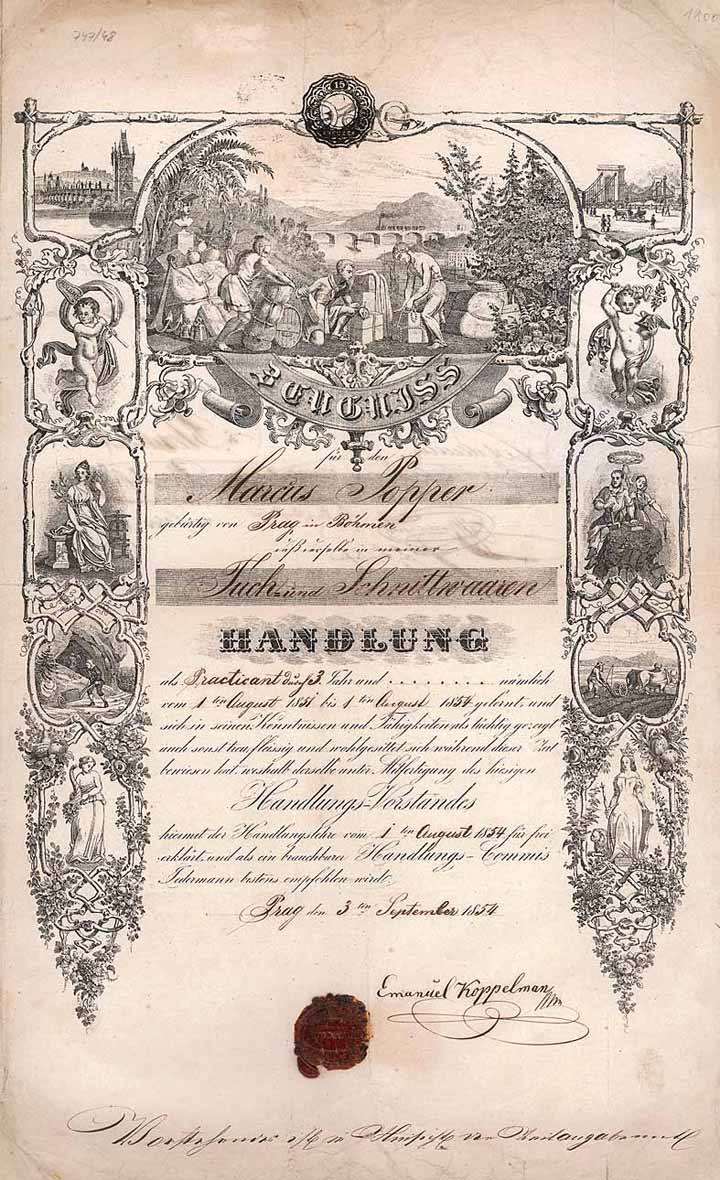 747/48
1900
ZEUGNISS
für den
Marcus Popper
gebürtig von Prag in Böhmen
in meiner
Tuch und Schnittwaaren
HANDLUNG
als Practicant durch 3 Jahr und . . . . . . . . nämlich
vom 1ten August 1851 bis 1ten August 1854 gelernt, und
sich in seinen Kenntnissen und Fähigkeiten als tüchtig gezeigt
auch sonst treu, fleissig und wohlgesittet sich während dieser Zeit
bewiesen hat, weshalb derselbe unter Mitfertigung des hiesigen
Handlungs-Vorstandes
hiermit der Handlungslehre vom 1ten August 1854 für frei
erklärt, und als ein brauchbarer Handlungs-Commis
Jedermann bestens empfohlen wird.
Prag den 3ten September 1854
Emanuel Koppelman